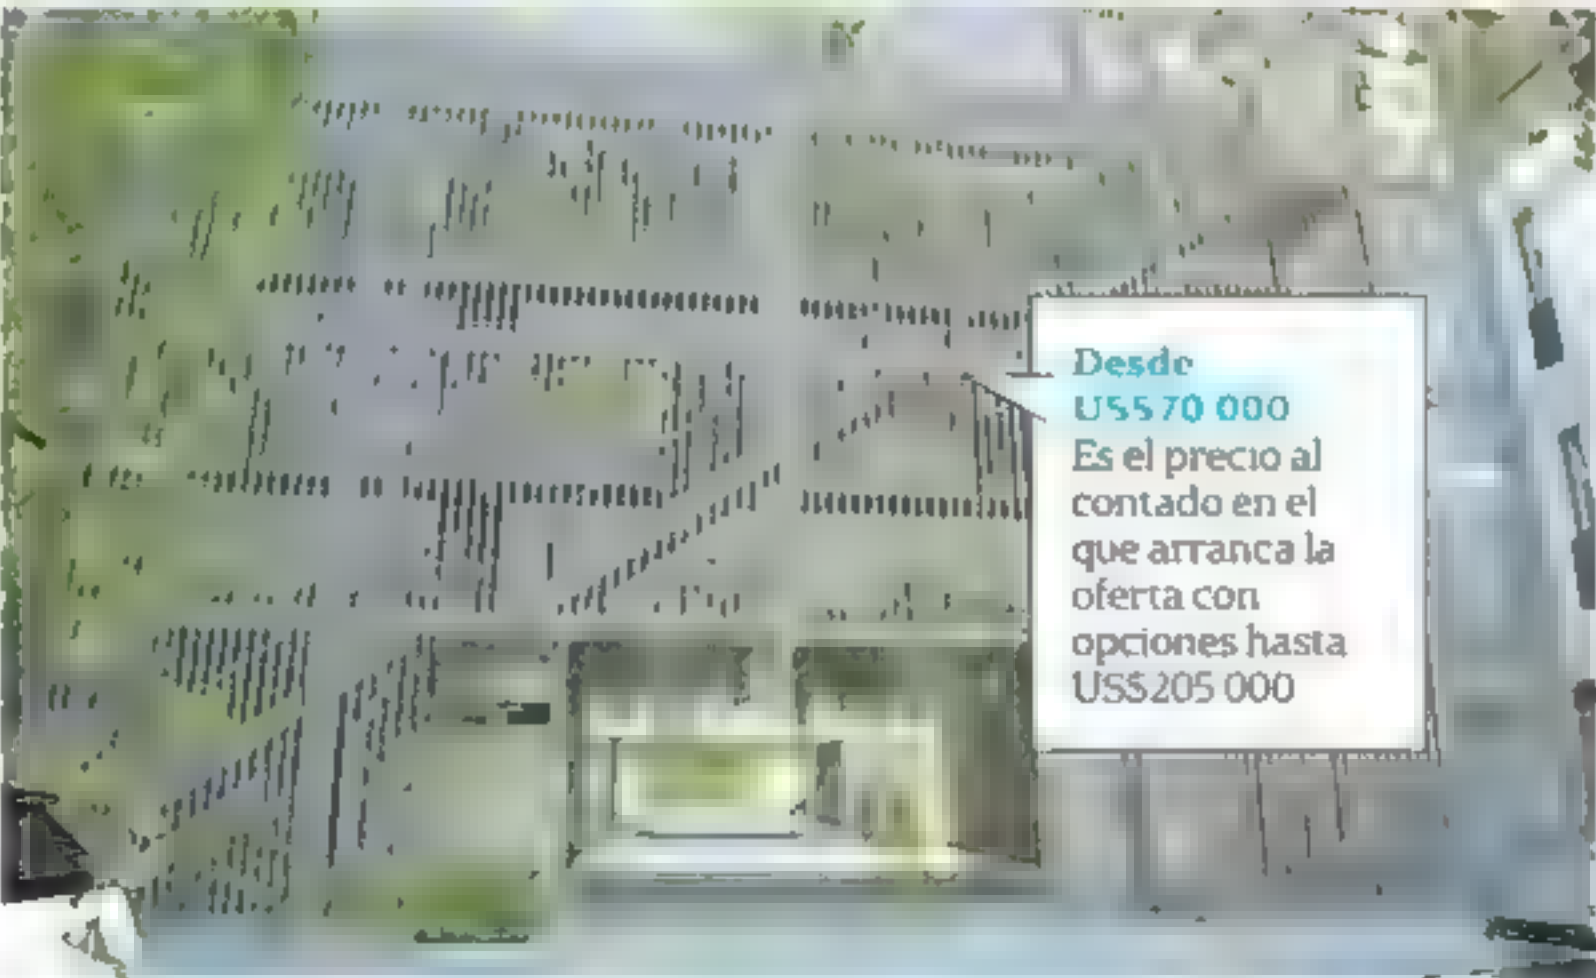 Desde
US$70 000
Es el precio al
contado en el
que arranca la
oferta con
opciones hasta
US$205 000